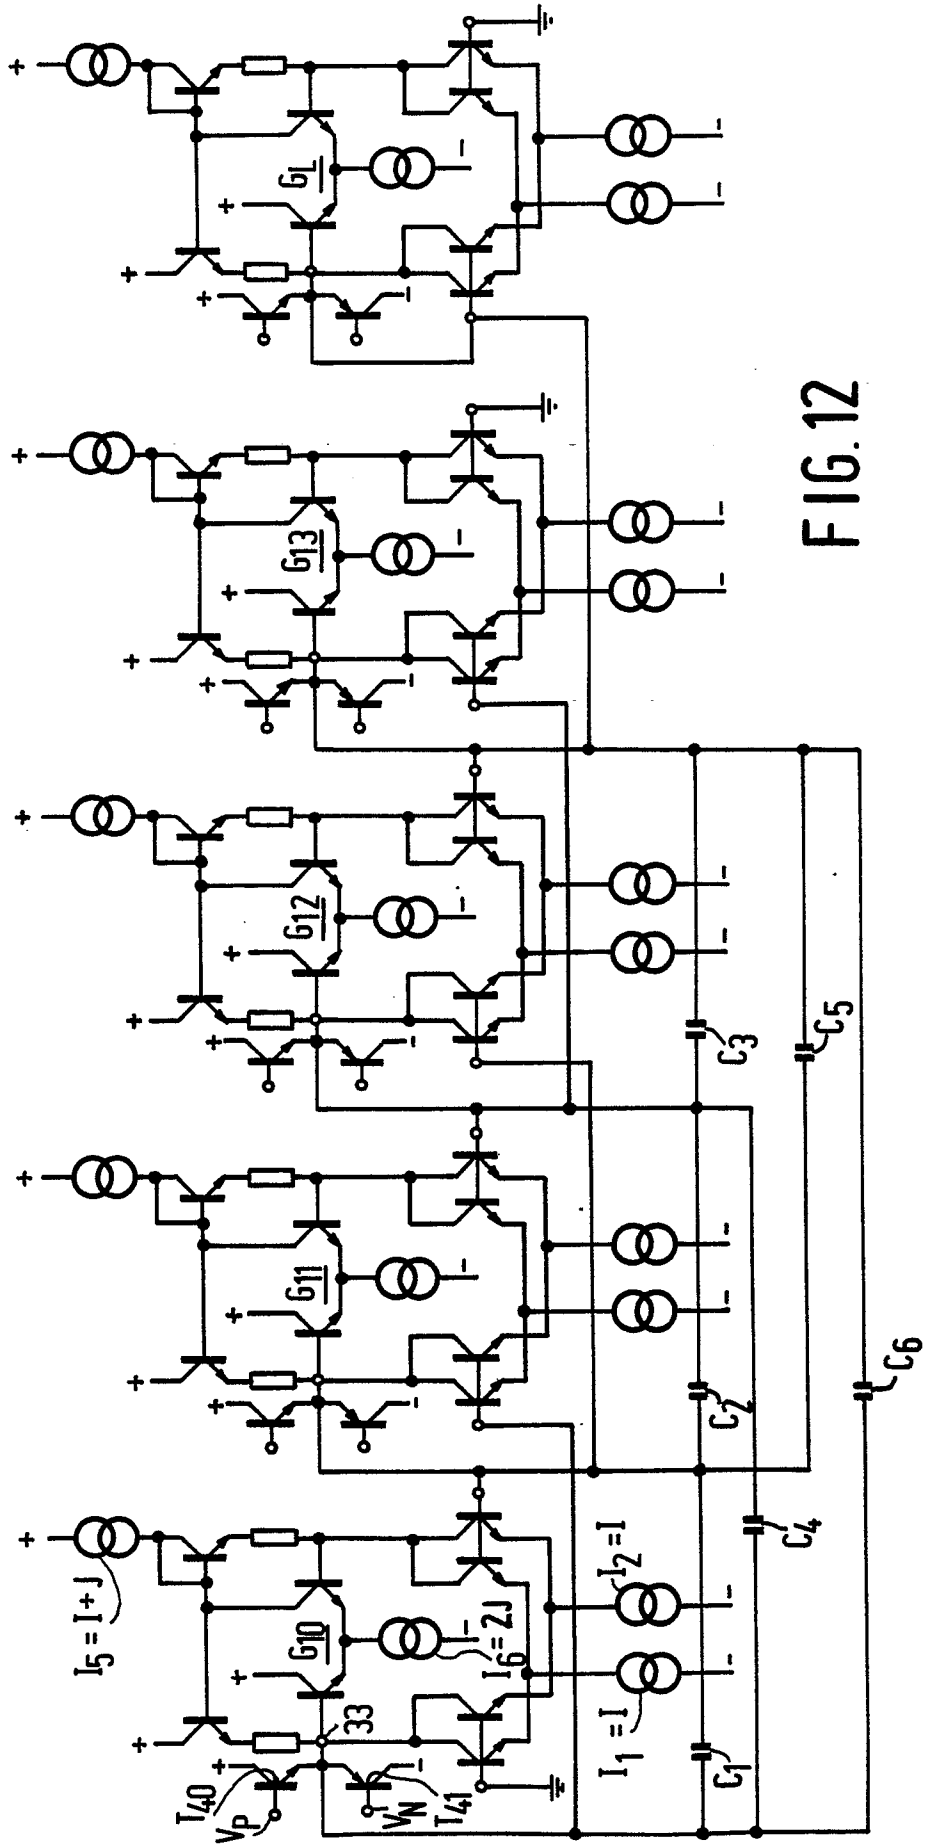 I5 = I + J
T40
VP
VN
T41
33
G10
I6 = 2J
I1 = I
I2 = I
G11
G12
G13
GL
C1
C2
C3
C4
C5
C6
FIG. 12